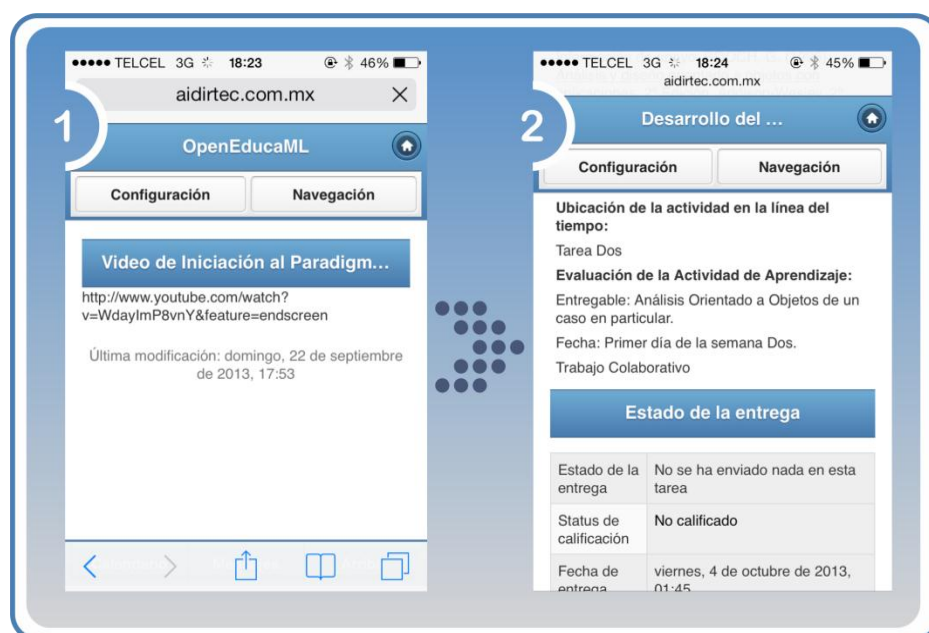 1
TELCEL 3G 18:23 46%
aidirtec.com.mx
OpenEducaML
Configuración Navegación
Video de Iniciación al Paradigm...
http://www.youtube.com/watch?
v=WdayImP8vnY&feature=endscreen
Última modificación: domingo, 22 de septiembre
de 2013, 17:53
2
TELCEL 3G 18:24 45%
aidirtec.com.mx
Desarrollo del ...
Configuración Navegación
Ubicación de la actividad en la línea del
tiempo:
Tarea Dos
Evaluación de la Actividad de Aprendizaje:
Entregable: Análisis Orientado a Objetos de un
caso en particular.
Fecha: Primer día de la semana Dos.
Trabajo Colaborativo
Estado de la entrega
Estado de la No se ha enviado nada en esta
entrega tarea
Status de No calificado
calificación
Fecha de viernes, 4 de octubre de 2013,
entrega 01:45